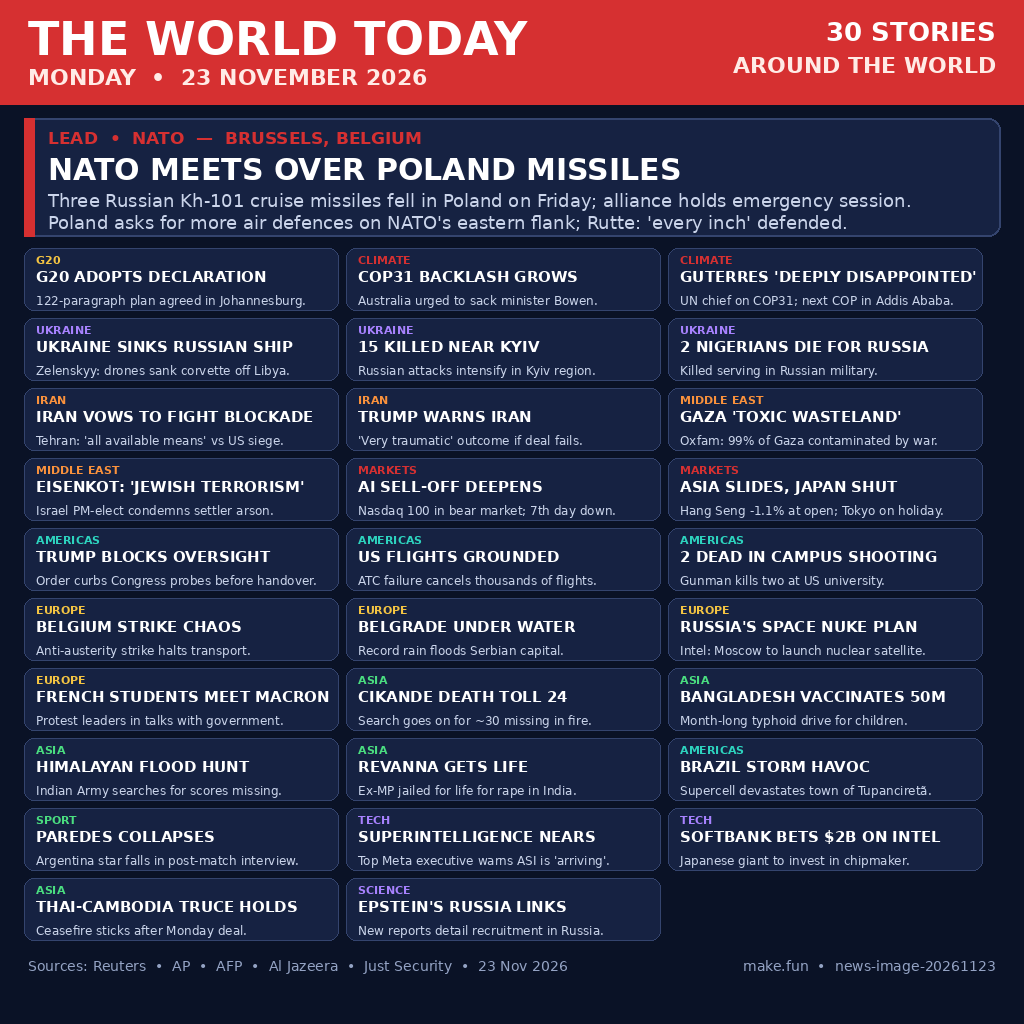 THE WORLD TODAY
MONDAY • 23 NOVEMBER 2026
30 STORIES
AROUND THE WORLD
LEAD • NATO — BRUSSELS, BELGIUM
NATO MEETS OVER POLAND MISSILES
Three Russian Kh-101 cruise missiles fell in Poland on Friday; alliance holds emergency session.
Poland asks for more air defences on NATO's eastern flank; Rutte: 'every inch' defended.
G20
G20 ADOPTS DECLARATION
122-paragraph plan agreed in Johannesburg.
CLIMATE
COP31 BACKLASH GROWS
Australia urged to sack minister Bowen.
CLIMATE
GUTERRES 'DEEPLY DISAPPOINTED'
UN chief on COP31; next COP in Addis Ababa.
UKRAINE
UKRAINE SINKS RUSSIAN SHIP
Zelenskyy: drones sank corvette off Libya.
UKRAINE
15 KILLED NEAR KYIV
Russian attacks intensify in Kyiv region.
UKRAINE
2 NIGERIANS DIE FOR RUSSIA
Killed serving in Russian military.
IRAN
IRAN VOWS TO FIGHT BLOCKADE
Tehran: 'all available means' vs US siege.
IRAN
TRUMP WARNS IRAN
'Very traumatic' outcome if deal fails.
MIDDLE EAST
GAZA 'TOXIC WASTELAND'
Oxfam: 99% of Gaza contaminated by war.
MIDDLE EAST
EISENKOT: 'JEWISH TERRORISM'
Israel PM-elect condemns settler arson.
MARKETS
AI SELL-OFF DEEPENS
Nasdaq 100 in bear market; 7th day down.
MARKETS
ASIA SLIDES, JAPAN SHUT
Hang Seng -1.1% at open; Tokyo on holiday.
AMERICAS
TRUMP BLOCKS OVERSIGHT
Order curbs Congress probes before handover.
AMERICAS
US FLIGHTS GROUNDED
ATC failure cancels thousands of flights.
AMERICAS
2 DEAD IN CAMPUS SHOOTING
Gunman kills two at US university.
EUROPE
BELGIUM STRIKE CHAOS
Anti-austerity strike halts transport.
EUROPE
BELGRADE UNDER WATER
Record rain floods Serbian capital.
EUROPE
RUSSIA'S SPACE NUKE PLAN
Intel: Moscow to launch nuclear satellite.
EUROPE
FRENCH STUDENTS MEET MACRON
Protest leaders in talks with government.
ASIA
CIKANDE DEATH TOLL 24
Search goes on for ~30 missing in fire.
ASIA
BANGLADESH VACCINATES 50M
Month-long typhoid drive for children.
ASIA
HIMALAYAN FLOOD HUNT
Indian Army searches for scores missing.
ASIA
REVANNA GETS LIFE
Ex-MP jailed for life for rape in India.
AMERICAS
BRAZIL STORM HAVOC
Supercell devastates town of Tupanciretã.
SPORT
PAREDES COLLAPSES
Argentina star falls in post-match interview.
TECH
SUPERINTELLIGENCE NEARS
Top Meta executive warns ASI is 'arriving'.
TECH
SOFTBANK BETS $2B ON INTEL
Japanese giant to invest in chipmaker.
ASIA
THAI-CAMBODIA TRUCE HOLDS
Ceasefire sticks after Monday deal.
SCIENCE
EPSTEIN'S RUSSIA LINKS
New reports detail recruitment in Russia.
Sources: Reuters • AP • AFP • Al Jazeera • Just Security • 23 Nov 2026
make.fun • news-image-20261123